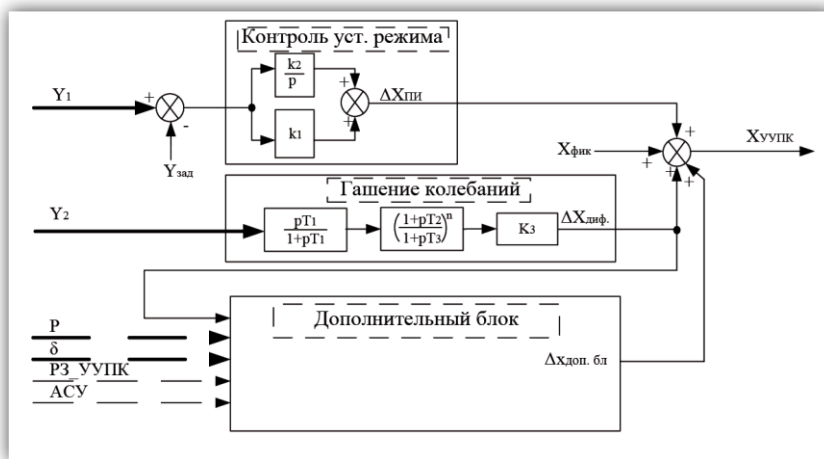 Контроль уст. режима
Y1
+
-
Yзад
k2
p
k1
+
+
ΔXПИ
Xфик
+
+
+
+
XУУПК
Гашение колебаний
Y2
pT1
1+pT1
(1+pT2
1+pT3)n
K3
ΔXдиф.
Дополнительный блок
P
δ
РЗ_УУПК
АСУ
Δxдоп. бл